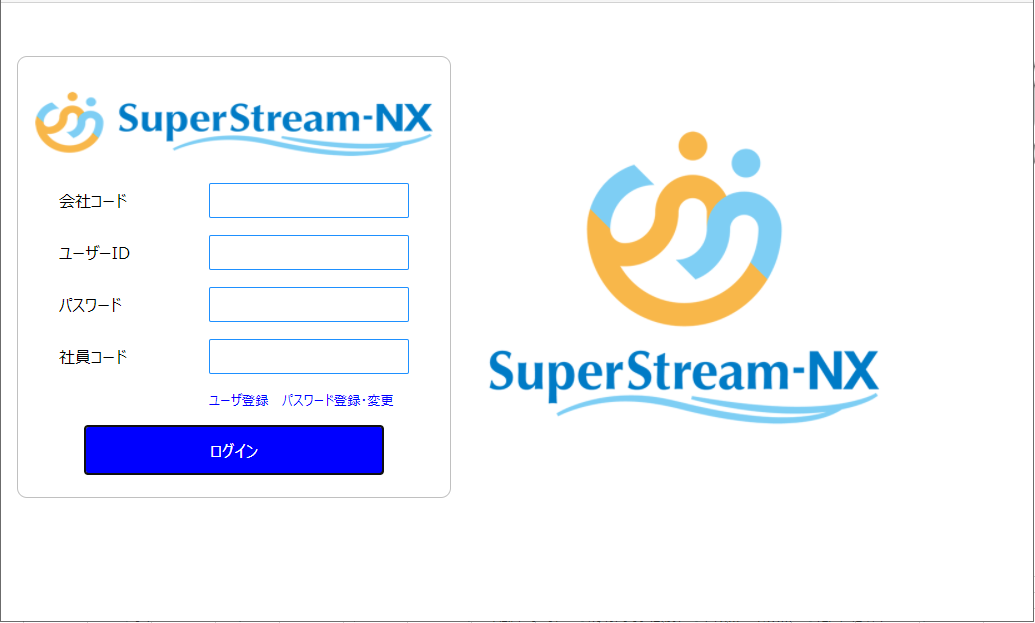 SuperStream-NX
会社コード
ユーザーID
パスワード
社員コード
ユーザ登録 パスワード登録・変更
ログイン
SuperStream-NX